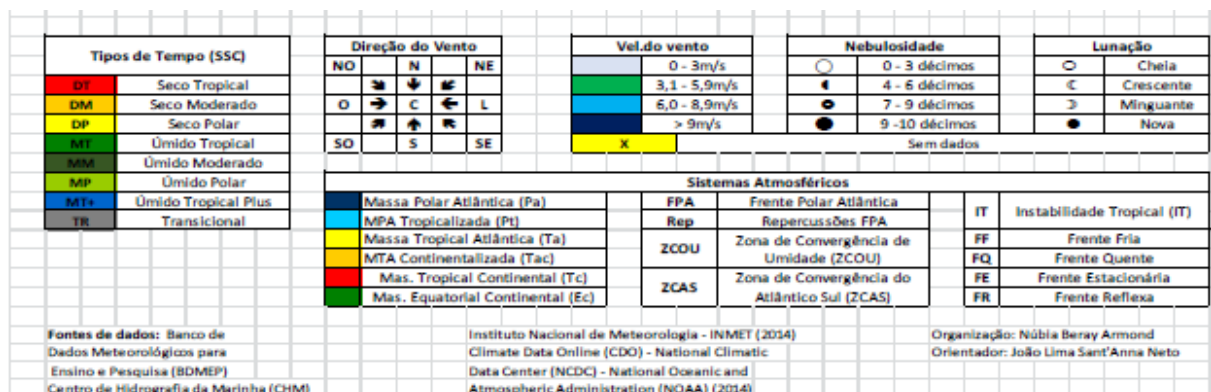 Tipos de Tempo (SSC)
DT Seco Tropical
DM Seco Moderado
DP Seco Polar
MT Úmido Tropical
MM Úmido Moderado
MP Úmido Polar
MT+ Úmido Tropical Plus
TR Transicional
Direção do Vento
NO N NE
O C L
SO S SE
Vel.do vento
0 - 3m/s
3,1 - 5,9m/s
6,0 - 8,9m/s
> 9m/s
Nebulosidade
0 - 3 décimos
4 - 6 décimos
7 - 9 décimos
9 -10 décimos
X Sem dados
Lunação
Cheia
Crescente
Minguante
Nova
Sistemas Atmosféricos
Massa Polar Atlântica (Pa)
MPA Tropicalizada (Pt)
Massa Tropical Atlântica (Ta)
MTA Continentalizada (Tac)
Mas. Tropical Continental (Tc)
Mas. Equatorial Continental (Ec)
FPA Frente Polar Atlântica
Rep Repercussões FPA
ZCOU Zona de Convergência de
Umidade (ZCOU)
ZCAS Zona de Convergência do
Atlântico Sul (ZCAS)
IT Instabilidade Tropical (IT)
FF Frente Fria
FQ Frente Quente
FE Frente Estacionária
FR Frente Reflexa
Fontes de dados: Banco de
Dados Meteorológicos para
Ensino e Pesquisa (BDMEP)
Centro de Hidrografia da Marinha (CHM)
Instituto Nacional de Meteorologia - INMET (2014)
Climate Data Online (CDO) - National Climatic
Data Center (NCDC) - National Oceanic and
Atmospheric Administration (NOAA) (2014)
Organização: Núbia Beray Armond
Orientador: João Lima Sant'Anna Neto